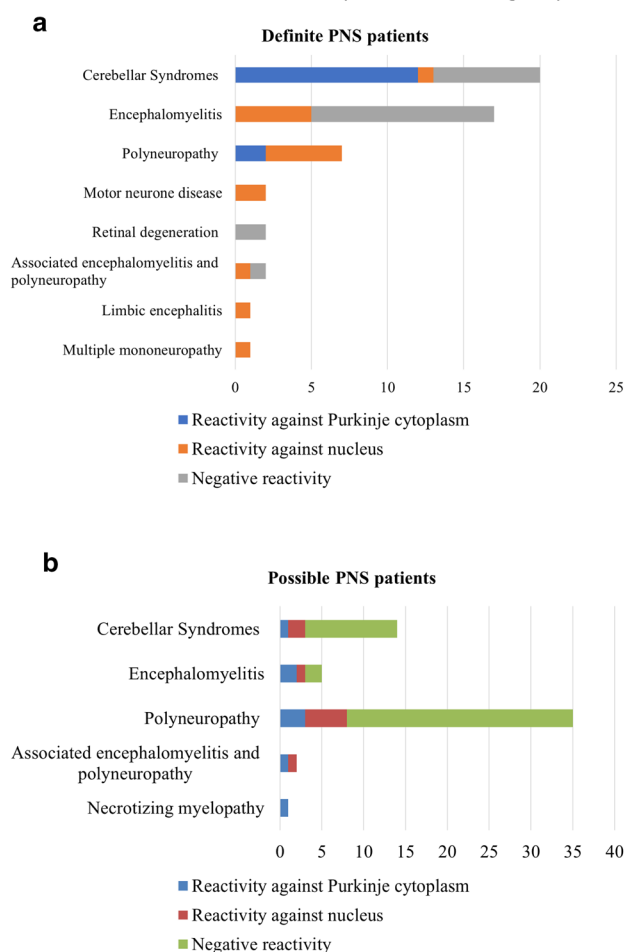 a
Definite PNS patients
Cerebellar Syndromes
Encephalomyelitis
Polyneuropathy
Motor neurone disease
Retinal degeneration
Associated encephalomyelitis and
polyneuropathy
Limbic encephalitis
Multiple mononeuropathy
0 5 10 15 20 25
Reactivity against Purkinje cytoplasm
Reactivity against nucleus
Negative reactivity
b
Possible PNS patients
Cerebellar Syndromes
Encephalomyelitis
Polyneuropathy
Associated encephalomyelitis and
polyneuropathy
Necrotizing myelopathy
0 5 10 15 20 25 30 35 40
Reactivity against Purkinje cytoplasm
Reactivity against nucleus
Negative reactivity